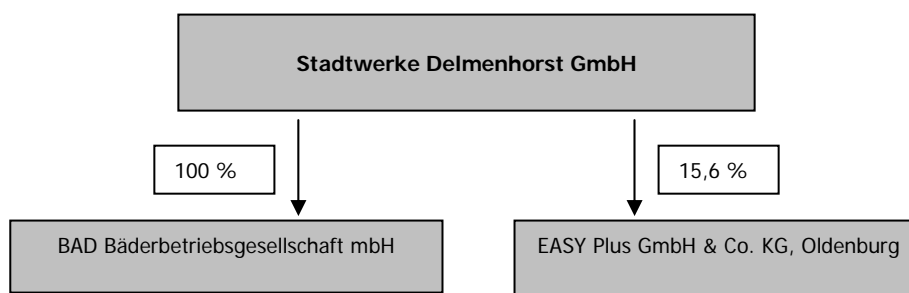 Stadtwerke Delmenhorst GmbH
100 %
15,6 %
BAD Bäderbetriebsgesellschaft mbH
EASY Plus GmbH & Co. KG, Oldenburg